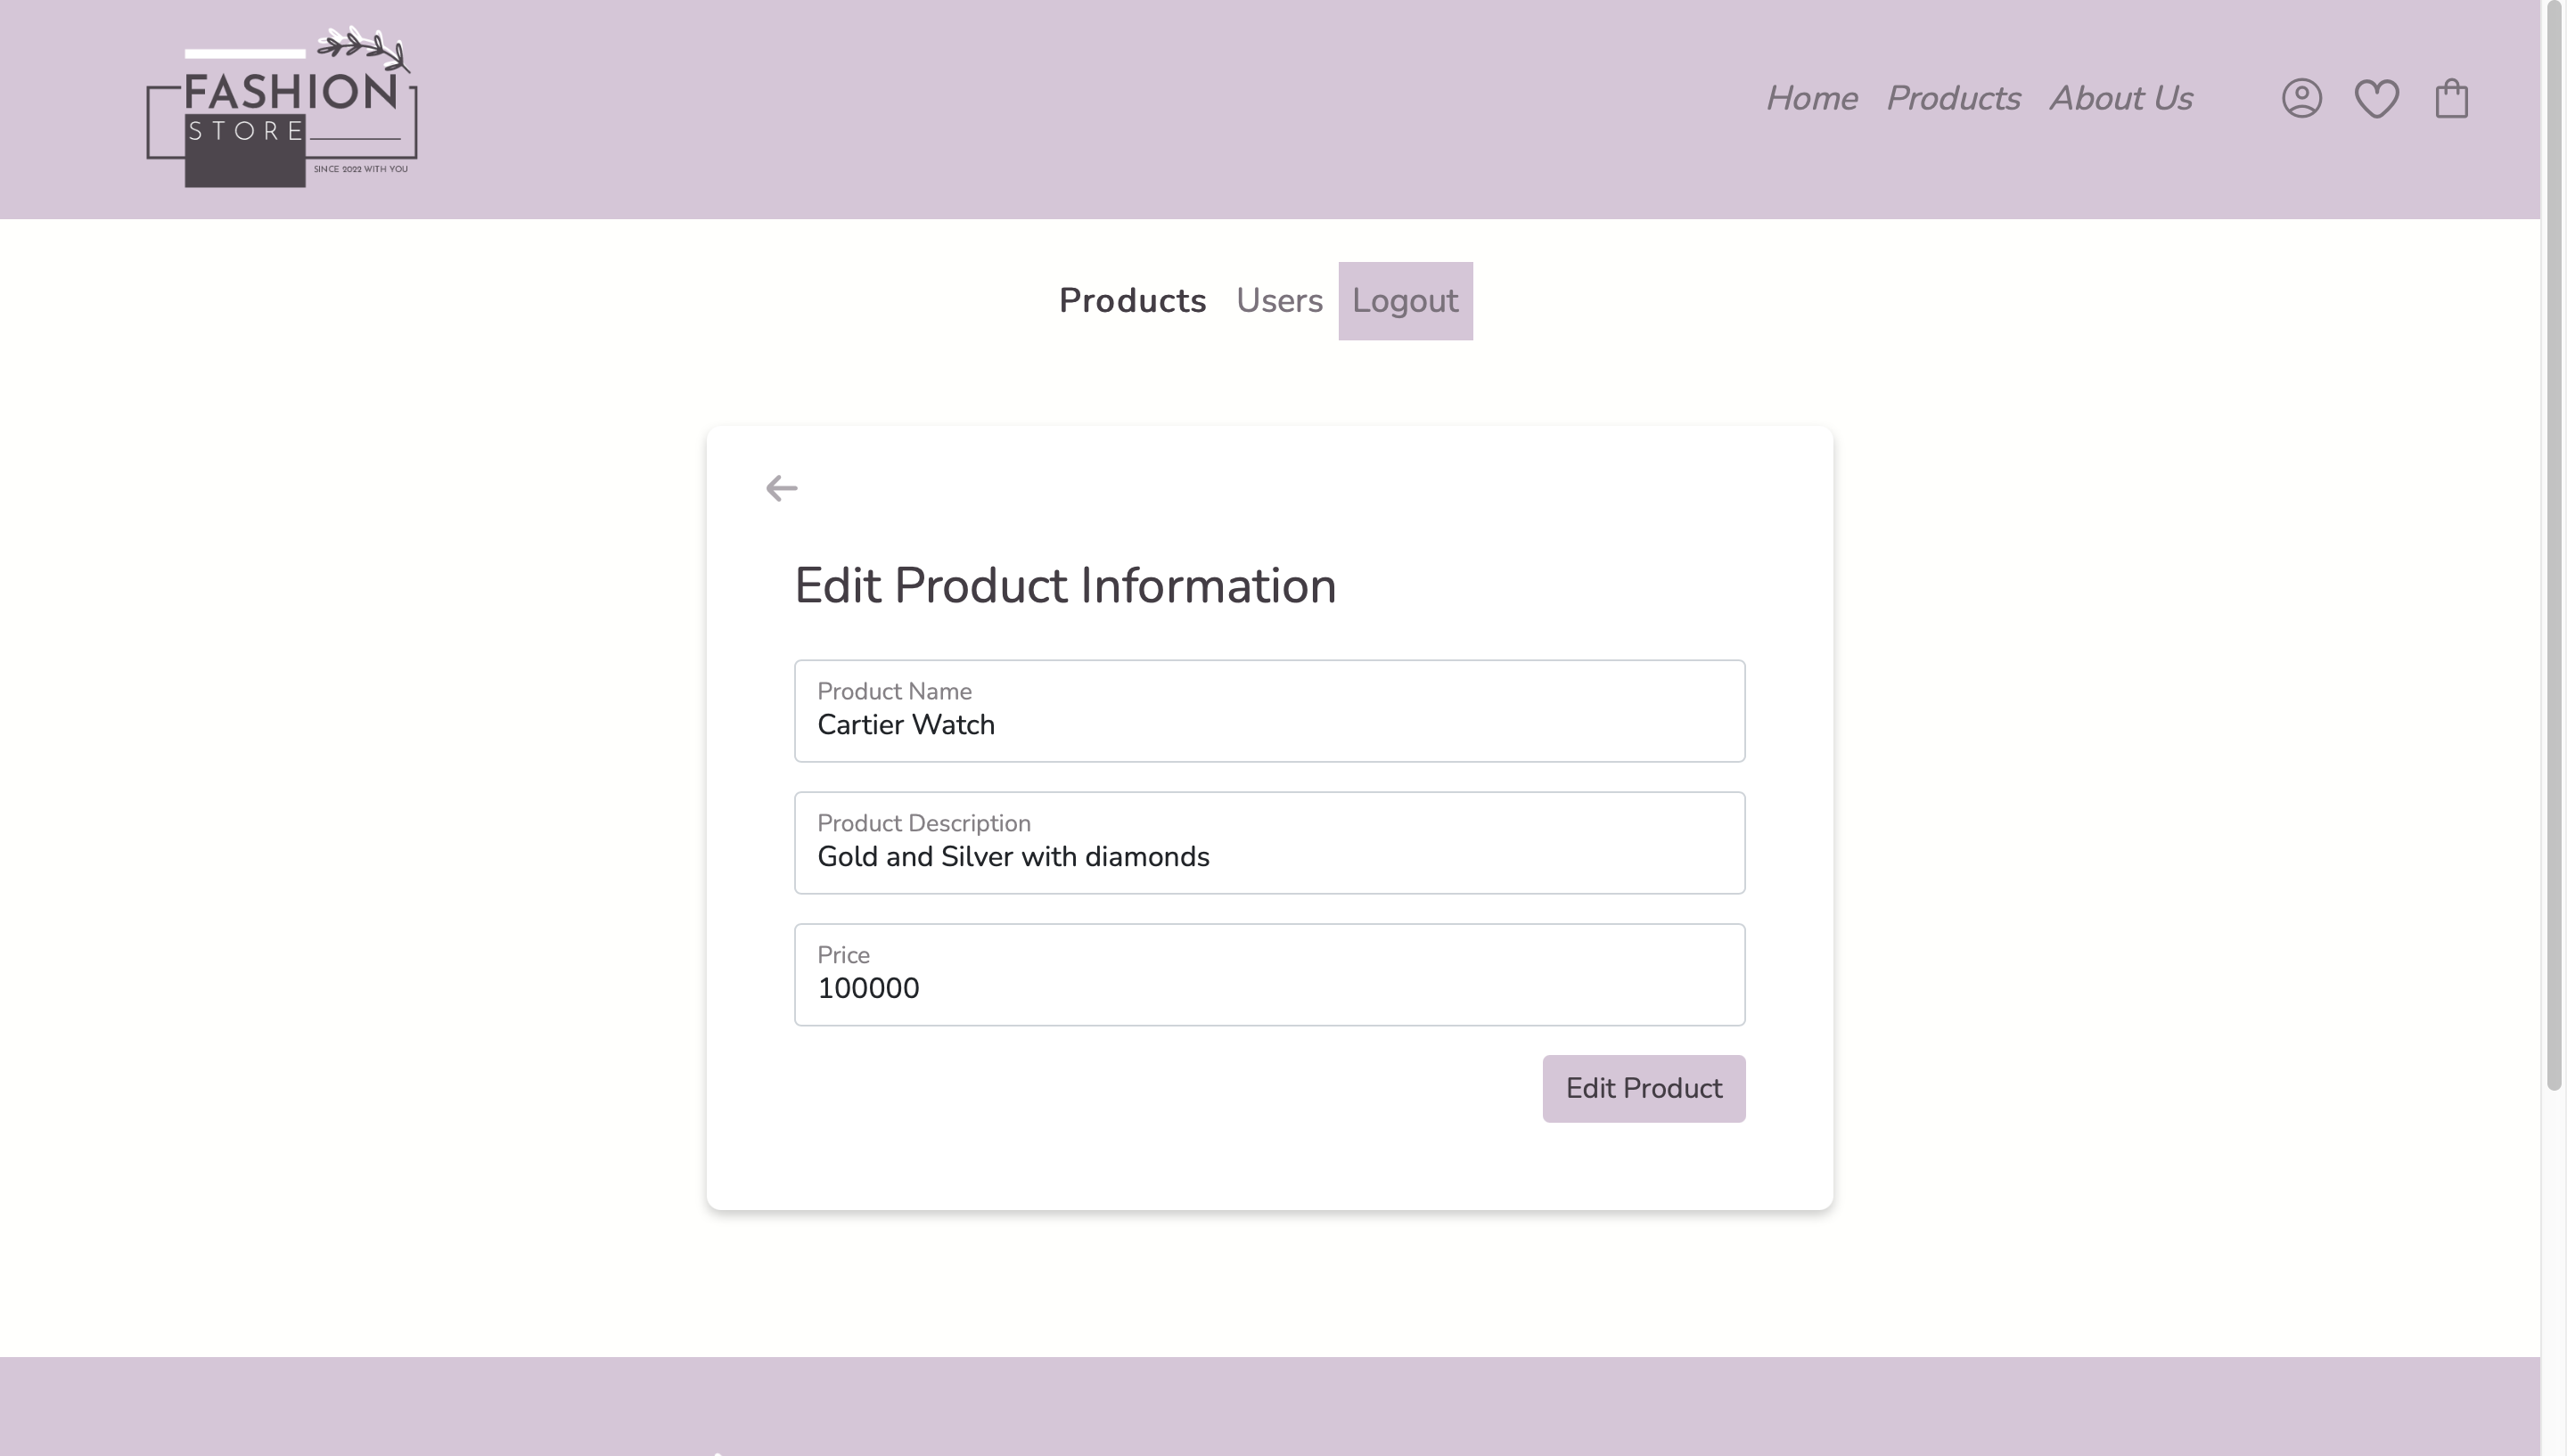 FASHION
STORE
SINCE 2022 WITH YOU
Home Products About Us
Products Users Logout
Edit Product Information
Product Name
Cartier Watch
Product Description
Gold and Silver with diamonds
Price
100000
Edit Product